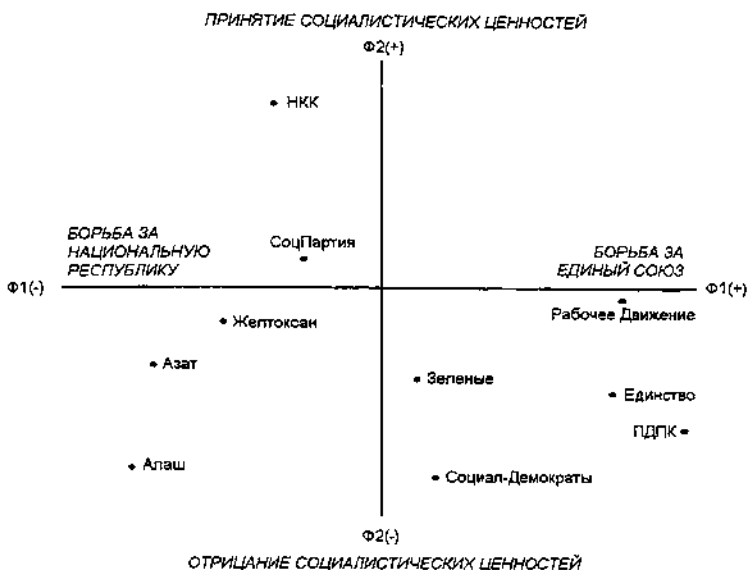 ПРИНЯТИЕ СОЦИАЛИСТИЧЕСКИХ ЦЕННОСТЕЙ
Ф2(+)
НКК
БОРЬБА ЗА
НАЦИОНАЛЬНУЮ
РЕСПУБЛИКУ
СоцПартия
БОРЬБА ЗА
ЕДИНЫЙ СОЮЗ
Ф1(-)
Ф1(+)
Желтоксан
Рабочее Движение
Азат
Зеленые
Единство
ПДПК
Алаш
Социал-Демократы
Ф2(-)
ОТРИЦАНИЕ СОЦИАЛИСТИЧЕСКИХ ЦЕННОСТЕЙ